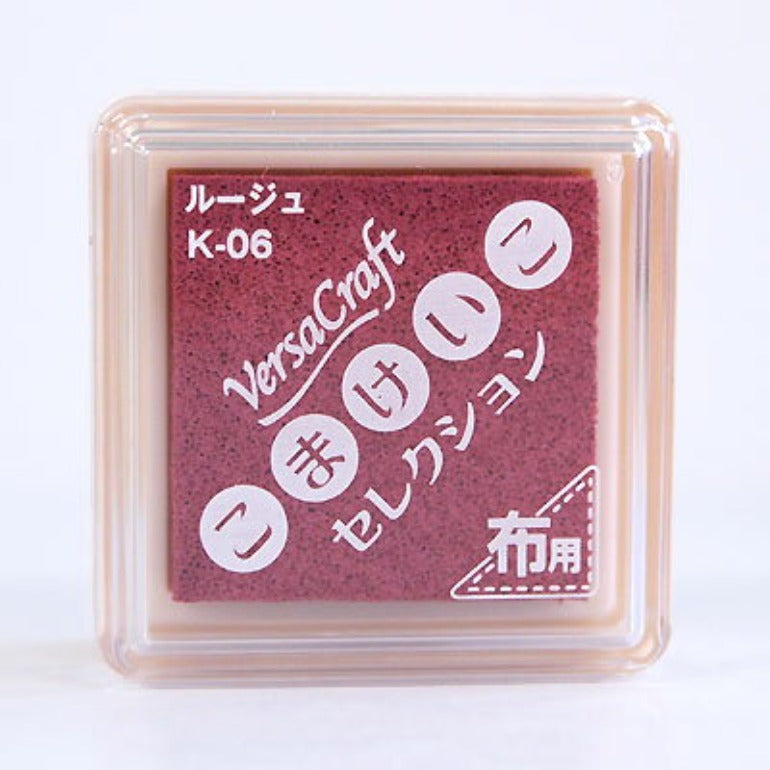 ルージュ
K-06
VersaCraft
こまけいこ
セレクション
布用